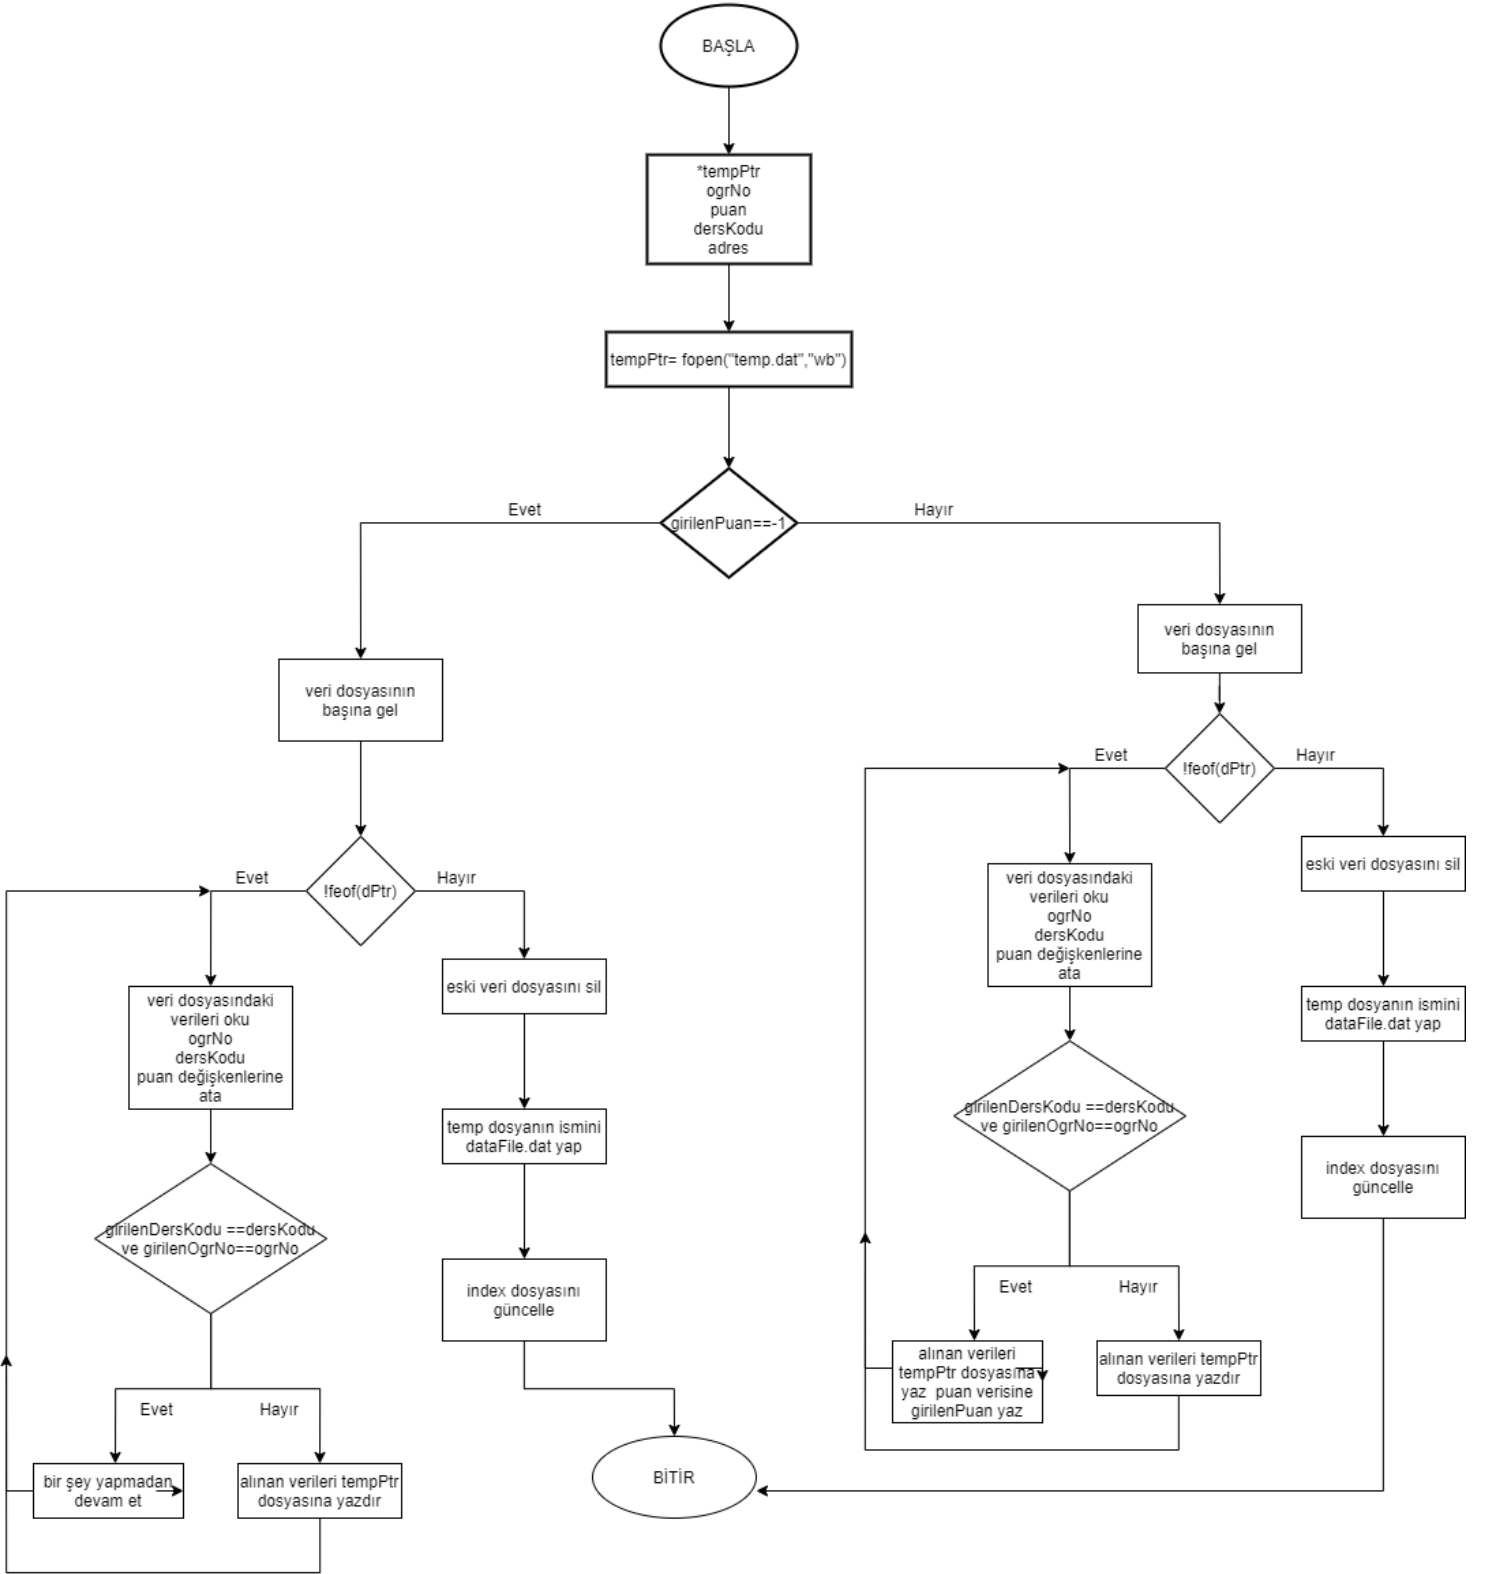 BAŞLA
*tempPtr
ogrNo
puan
dersKodu
adres
tempPtr= fopen("temp.dat","wb")
girilenPuan==-1
Evet
Hayır
veri dosyasının
başına gel
!feof(dPtr)
Evet
Hayır
veri dosyasındaki
verileri oku
ogrNo
dersKodu
puan değişkenlerine
ata
girilenDersKodu ==dersKodu
ve girilenOgrNo==ogrNo
Evet
Hayır
bir şey yapmadan
devam et
alınan verileri tempPtr
dosyasına yazdır
eski veri dosyasını sil
temp dosyanın ismini
dataFile.dat yap
index dosyasını
güncelle
BİTİR
veri dosyasının
başına gel
!feof(dPtr)
Evet
Hayır
veri dosyasındaki
verileri oku
ogrNo
dersKodu
puan değişkenlerine
ata
girilenDersKodu ==dersKodu
ve girilenOgrNo==ogrNo
Evet
Hayır
alınan verileri
tempPtr dosyasına
yaz puan verisine
girilenPuan yaz
alınan verileri tempPtr
dosyasına yazdır
eski veri dosyasını sil
temp dosyanın ismini
dataFile.dat yap
index dosyasını
güncelle